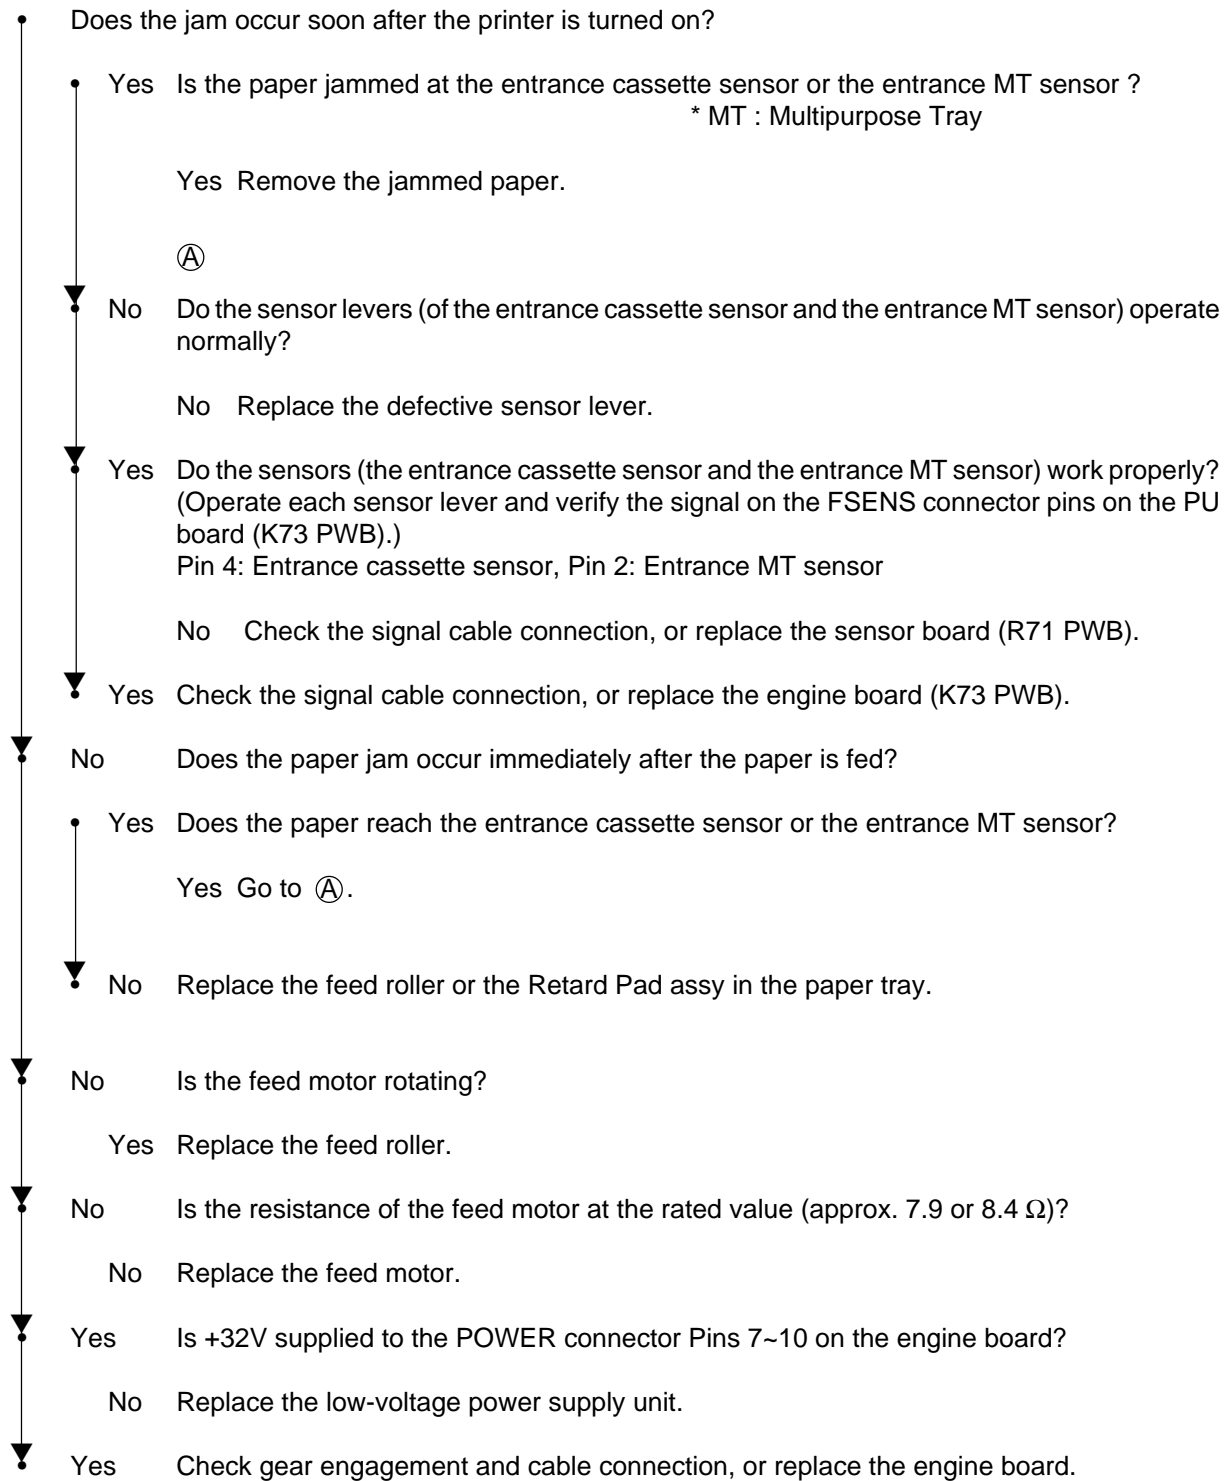 Does the jam occur soon after the printer is turned on?
Yes Is the paper jammed at the entrance cassette sensor or the entrance MT sensor ?
* MT : Multipurpose Tray
Yes Remove the jammed paper.
Ⓐ
No Do the sensor levers (of the entrance cassette sensor and the entrance MT sensor) operate
normally?
No Replace the defective sensor lever.
Yes Do the sensors (the entrance cassette sensor and the entrance MT sensor) work properly?
(Operate each sensor lever and verify the signal on the FSENS connector pins on the PU
board (K73 PWB).)
Pin 4: Entrance cassette sensor, Pin 2: Entrance MT sensor
No Check the signal cable connection, or replace the sensor board (R71 PWB).
Yes Check the signal cable connection, or replace the engine board (K73 PWB).
No Does the paper jam occur immediately after the paper is fed?
Yes Does the paper reach the entrance cassette sensor or the entrance MT sensor?
Yes Go to Ⓐ.
No Replace the feed roller or the Retard Pad assy in the paper tray.
No Is the feed motor rotating?
Yes Replace the feed roller.
No Is the resistance of the feed motor at the rated value (approx. 7.9 or 8.4 Ω)?
No Replace the feed motor.
Yes Is +32V supplied to the POWER connector Pins 7~10 on the engine board?
No Replace the low-voltage power supply unit.
Yes Check gear engagement and cable connection, or replace the engine board.